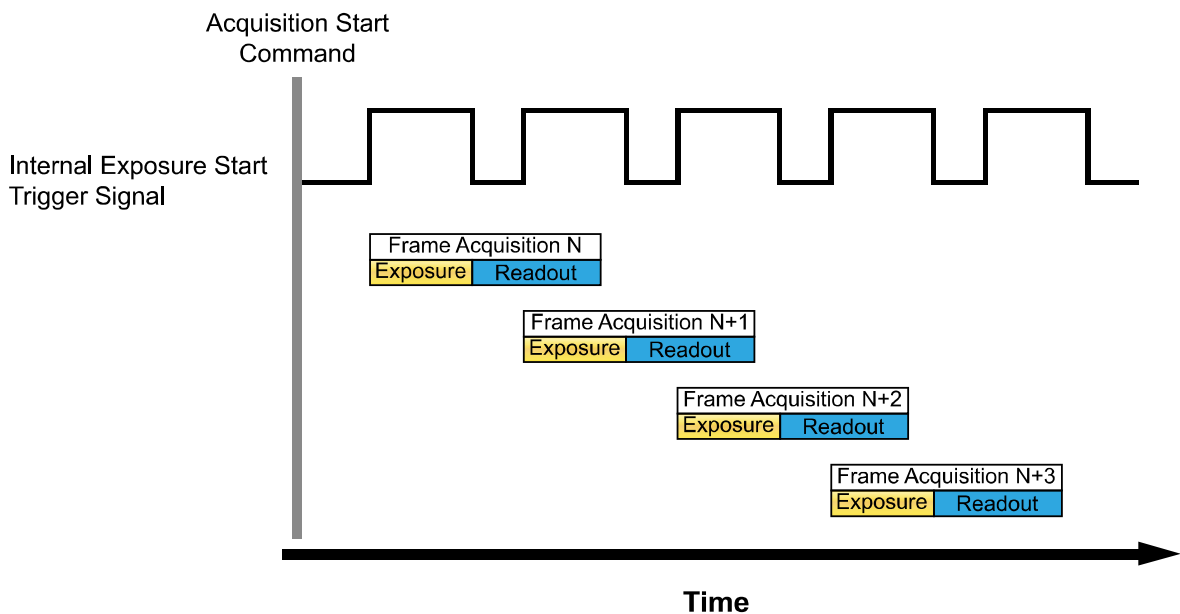 Acquisition Start
Command
Internal Exposure Start
Trigger Signal
Frame Acquisition N
Exposure Readout
Frame Acquisition N+1
Exposure Readout
Frame Acquisition N+2
Exposure Readout
Frame Acquisition N+3
Exposure Readout
Time